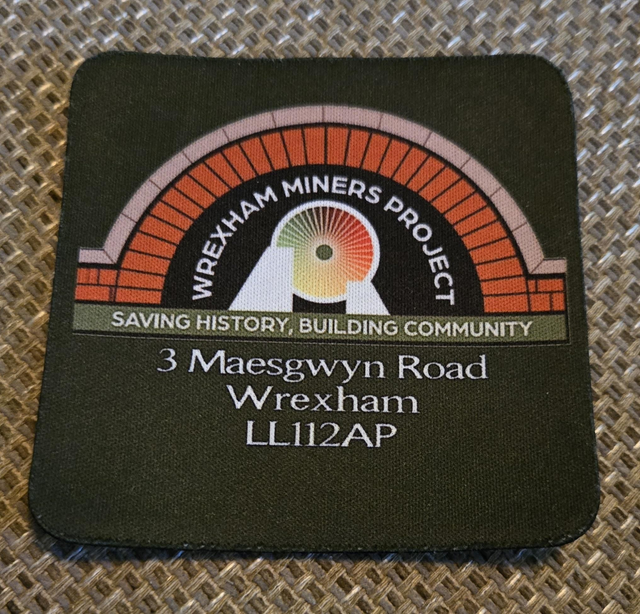 WREXHAM MINERS PROJECT
SAVING HISTORY, BUILDING COMMUNITY
3 Maesgwyn Road
Wrexham
LL112AP